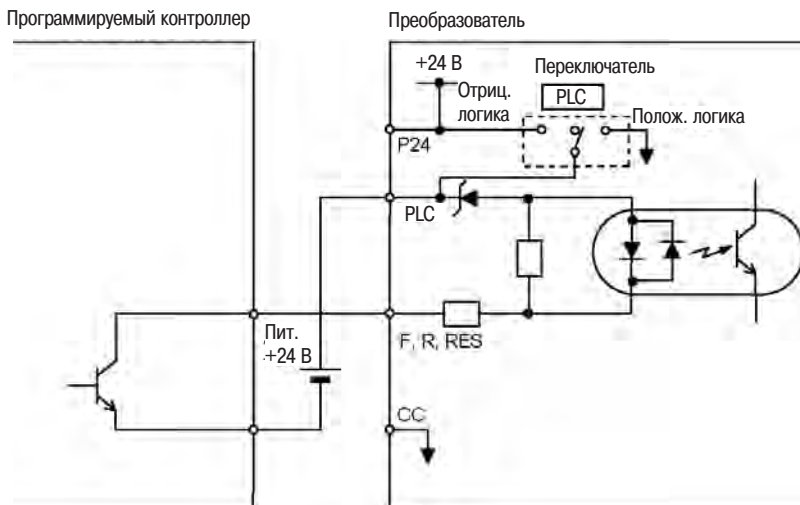 Программируемый контроллер
Преобразователь
+24 В
Переключатель
PLC
Отриц.
логика
Полож. логика
P24
PLC
Пит.
+24 В
F, R, RES
CC